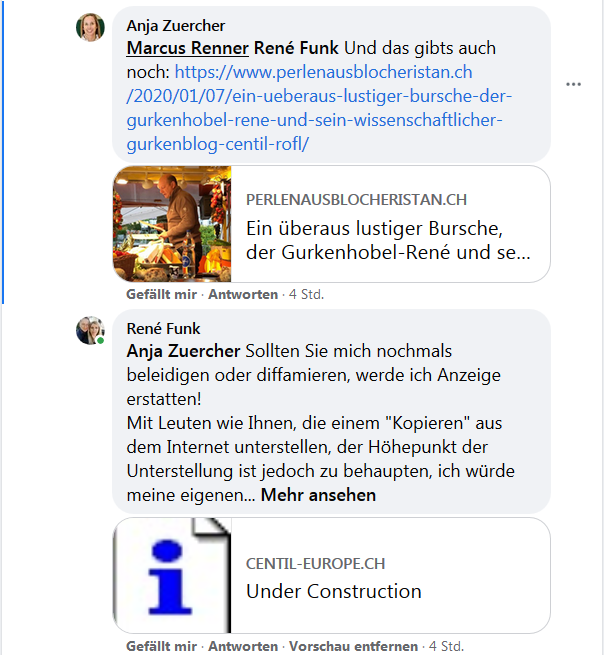 Anja Zuercher
Marcus Renner René Funk Und das gibts auch
noch: https://www.perlenausblocheristan.ch
/2020/01/07/ein-ueberaus-lustiger-bursche-der-
gurkenhobel-rene-und-sein-wissenschaftlicher-
gurkenblog-centil-rofl/
PERLENAUSBLOCHERISTAN.CH
Ein überaus lustiger Bursche,
der Gurkenhobel-René und se...
Gefällt mir · Antworten · 4 Std.
René Funk
Anja Zuercher Sollten Sie mich nochmals
beleidigen oder diffamieren, werde ich Anzeige
erstatten!
Mit Leuten wie Ihnen, die einem "Kopieren" aus
dem Internet unterstellen, der Höhepunkt der
Unterstellung ist jedoch zu behaupten, ich würde
meine eigenen... Mehr ansehen
CENTIL-EUROPE.CH
Under Construction
Gefällt mir · Antworten · Vorschau entfernen · 4 Std.